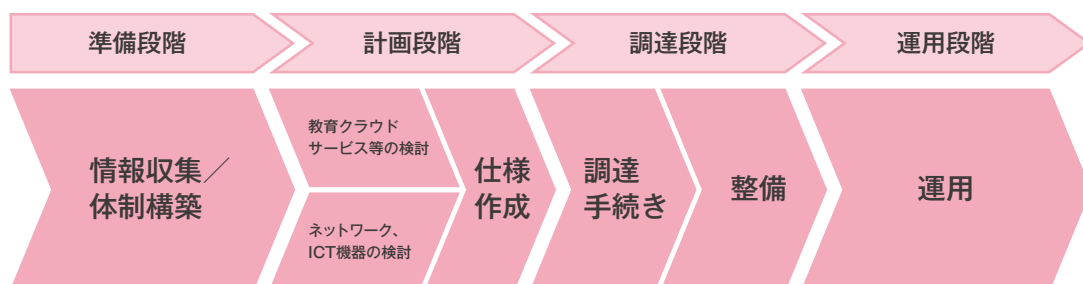 準備段階
計画段階
調達段階
運用段階
情報収集／
体制構築
教育クラウド
サービス等の検討
ネットワーク、
ICT機器の検討
仕様
作成
調達
手続き
整備
運用